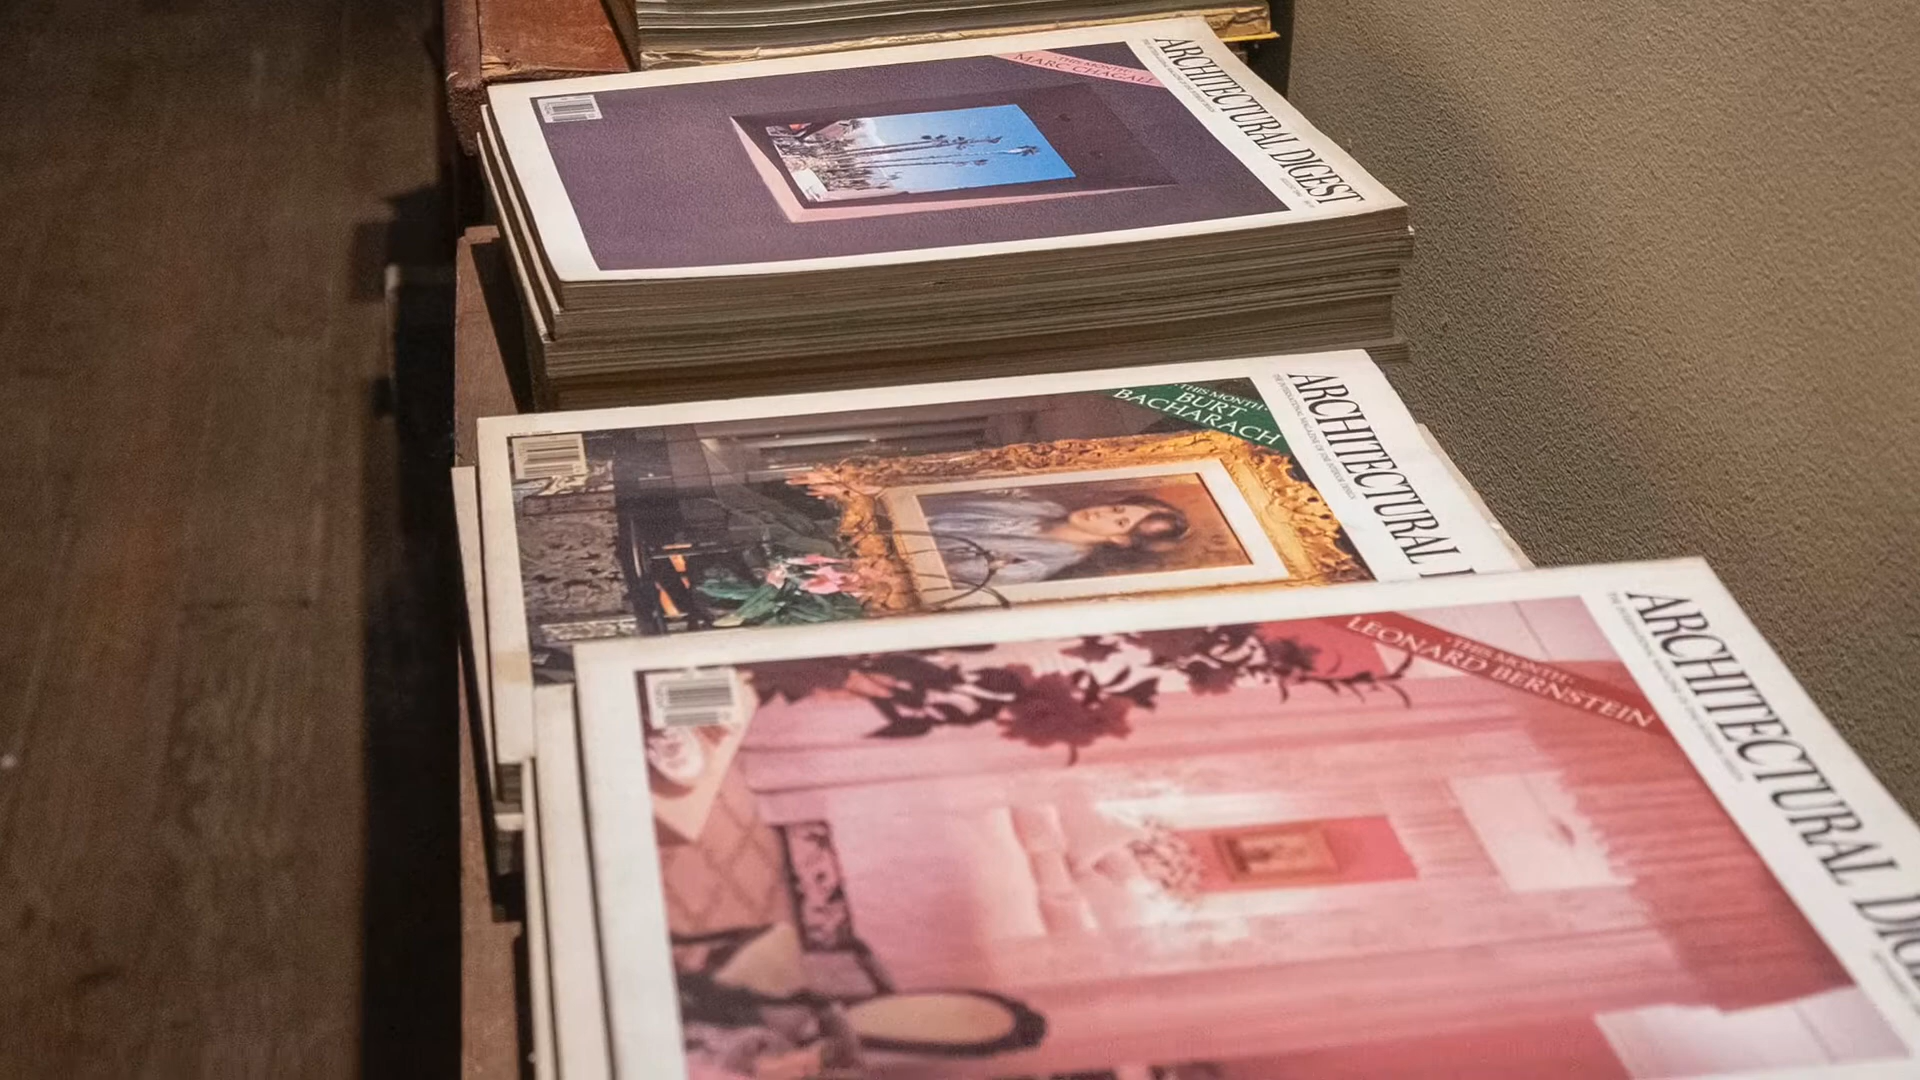 ARCHITECTURAL DIGEST
THIS MONTH:
MARC CHAGALL
ARCHITECTURAL
·THIS MONTH·
BURT
BACHARACH
ARCHITECTURAL DIG
·THIS MONTH·
LEONARD BERNSTEIN